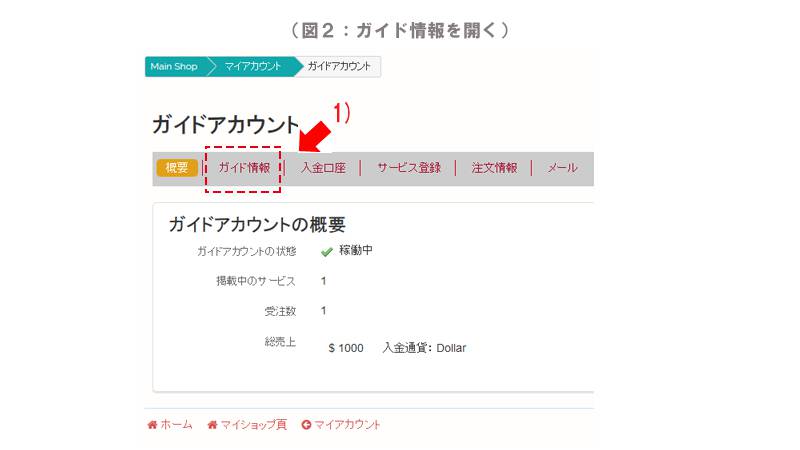 （図２：ガイド情報を開く）
Main Shop マイアカウント ガイドアカウント
1)
ガイドアカウント
概要 ガイド情報 入金口座 サービス登録 注文情報 メール
ガイドアカウントの概要
ガイドアカウントの状態 稼働中
掲載中のサービス 1
受注数 1
総売上 $ 1000 入金通貨: Dollar
ホーム マイショップ頁 マイアカウント